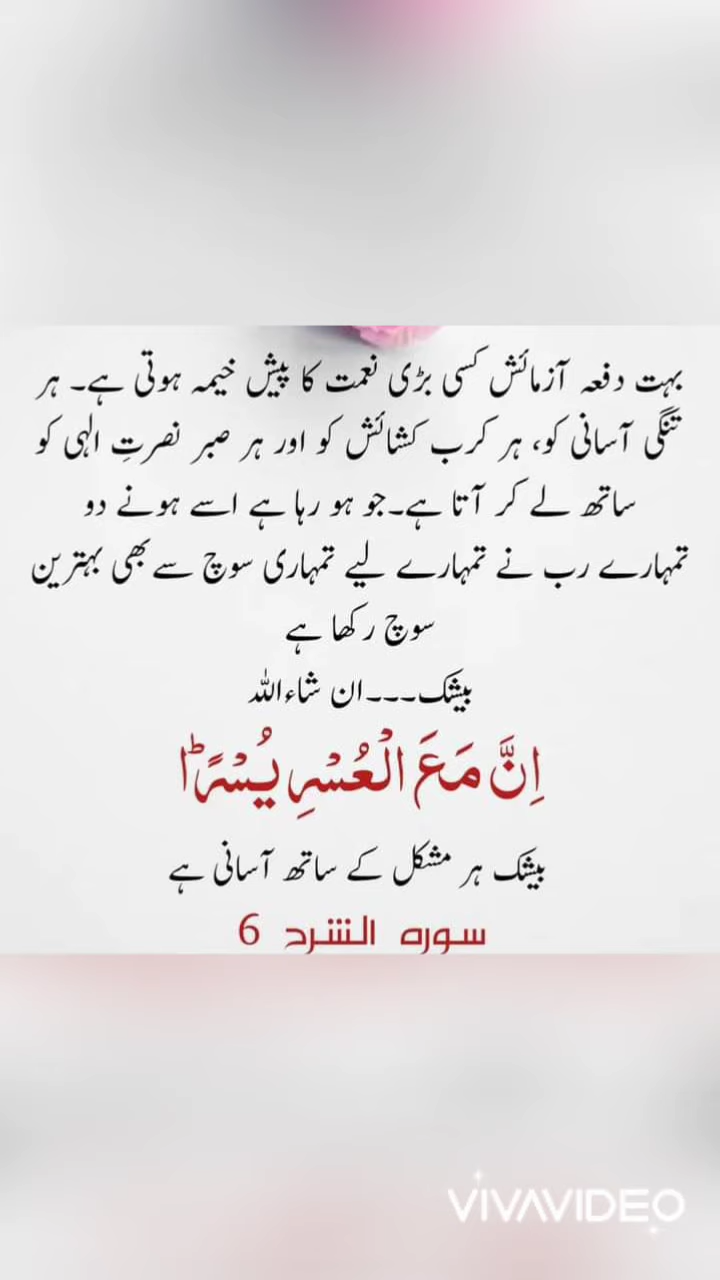 بہت دفعہ آزمائش کسی بڑی نعمت کا پیش خیمہ ہوتی ہے۔ ہر
تنگی آسانی کو، ہر کرب کشائش کو اور ہر صبر نصرتِ الٰہی کو
ساتھ لے کر آتا ہے۔جو ہو رہا ہے اسے ہونے دو
تمہارے رب نے تمہارے لیے تمہاری سوچ سے بھی بہترین
سوچ رکھا ہے
بیشک۔۔۔ان شاءاللہ
اِنَّ مَعَ الْعُسْرِ یُسْرًاؕ
بیشک ہر مشکل کے ساتھ آسانی ہے
سورہ الشرح 6
VIVAVIDEO